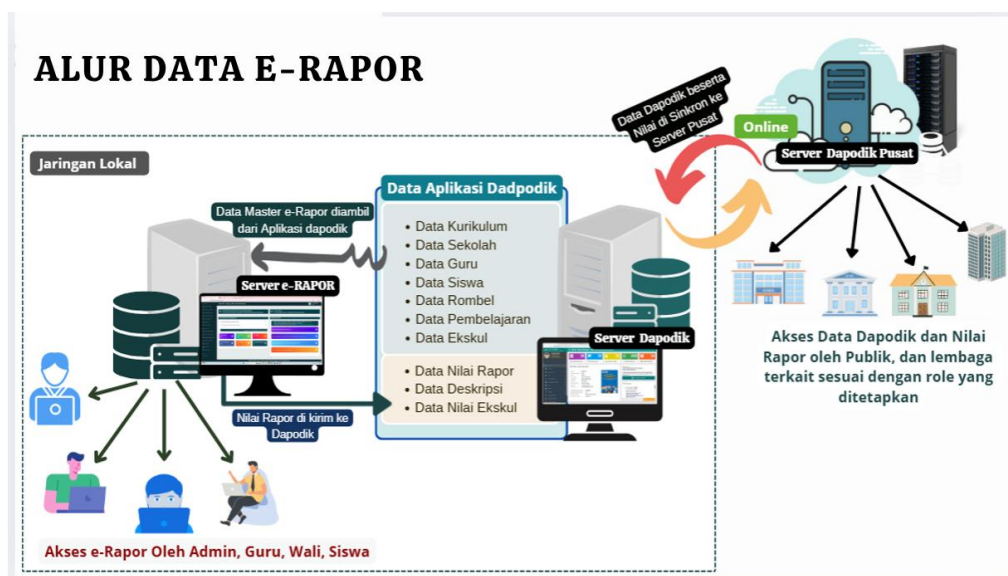 ALUR DATA E-RAPOR
Data Dapodik beserta
Nilai di Sinkron ke
Server Pusat
Online
Server Dapodik Pusat
Jaringan Lokal
Data Aplikasi Dadpodik
Data Master e-Rapor diambil
dari Aplikasi dapodik
• Data Kurikulum
• Data Sekolah
• Data Guru
• Data Siswa
• Data Rombel
• Data Pembelajaran
• Data Ekskul
Server e-RAPOR
Server Dapodik
• Data Nilai Rapor
• Data Deskripsi
• Data Nilai Ekskul
Nilai Rapor di kirim ke
Dapodik
Akses Data Dapodik dan Nilai
Rapor oleh Publik, dan lembaga
terkait sesuai dengan role yang
ditetapkan
Akses e-Rapor Oleh Admin, Guru, Wali, Siswa